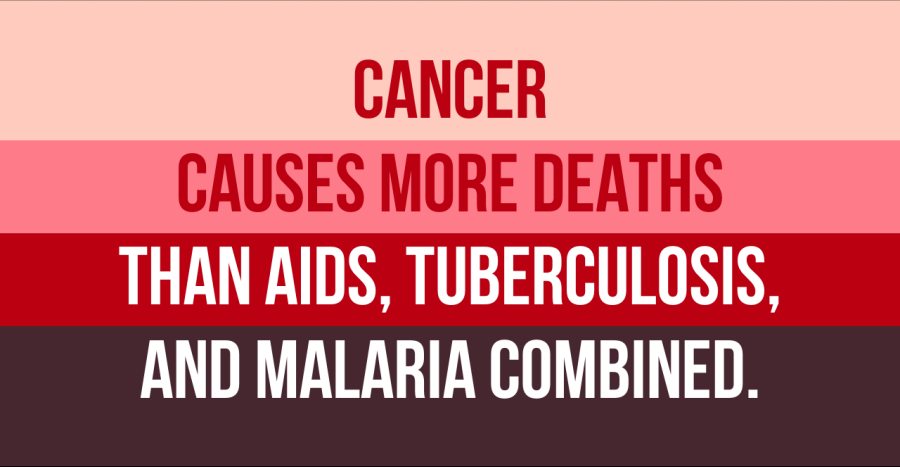 CANCER
CAUSES MORE DEATHS
THAN AIDS, TUBERCULOSIS,
AND MALARIA COMBINED.